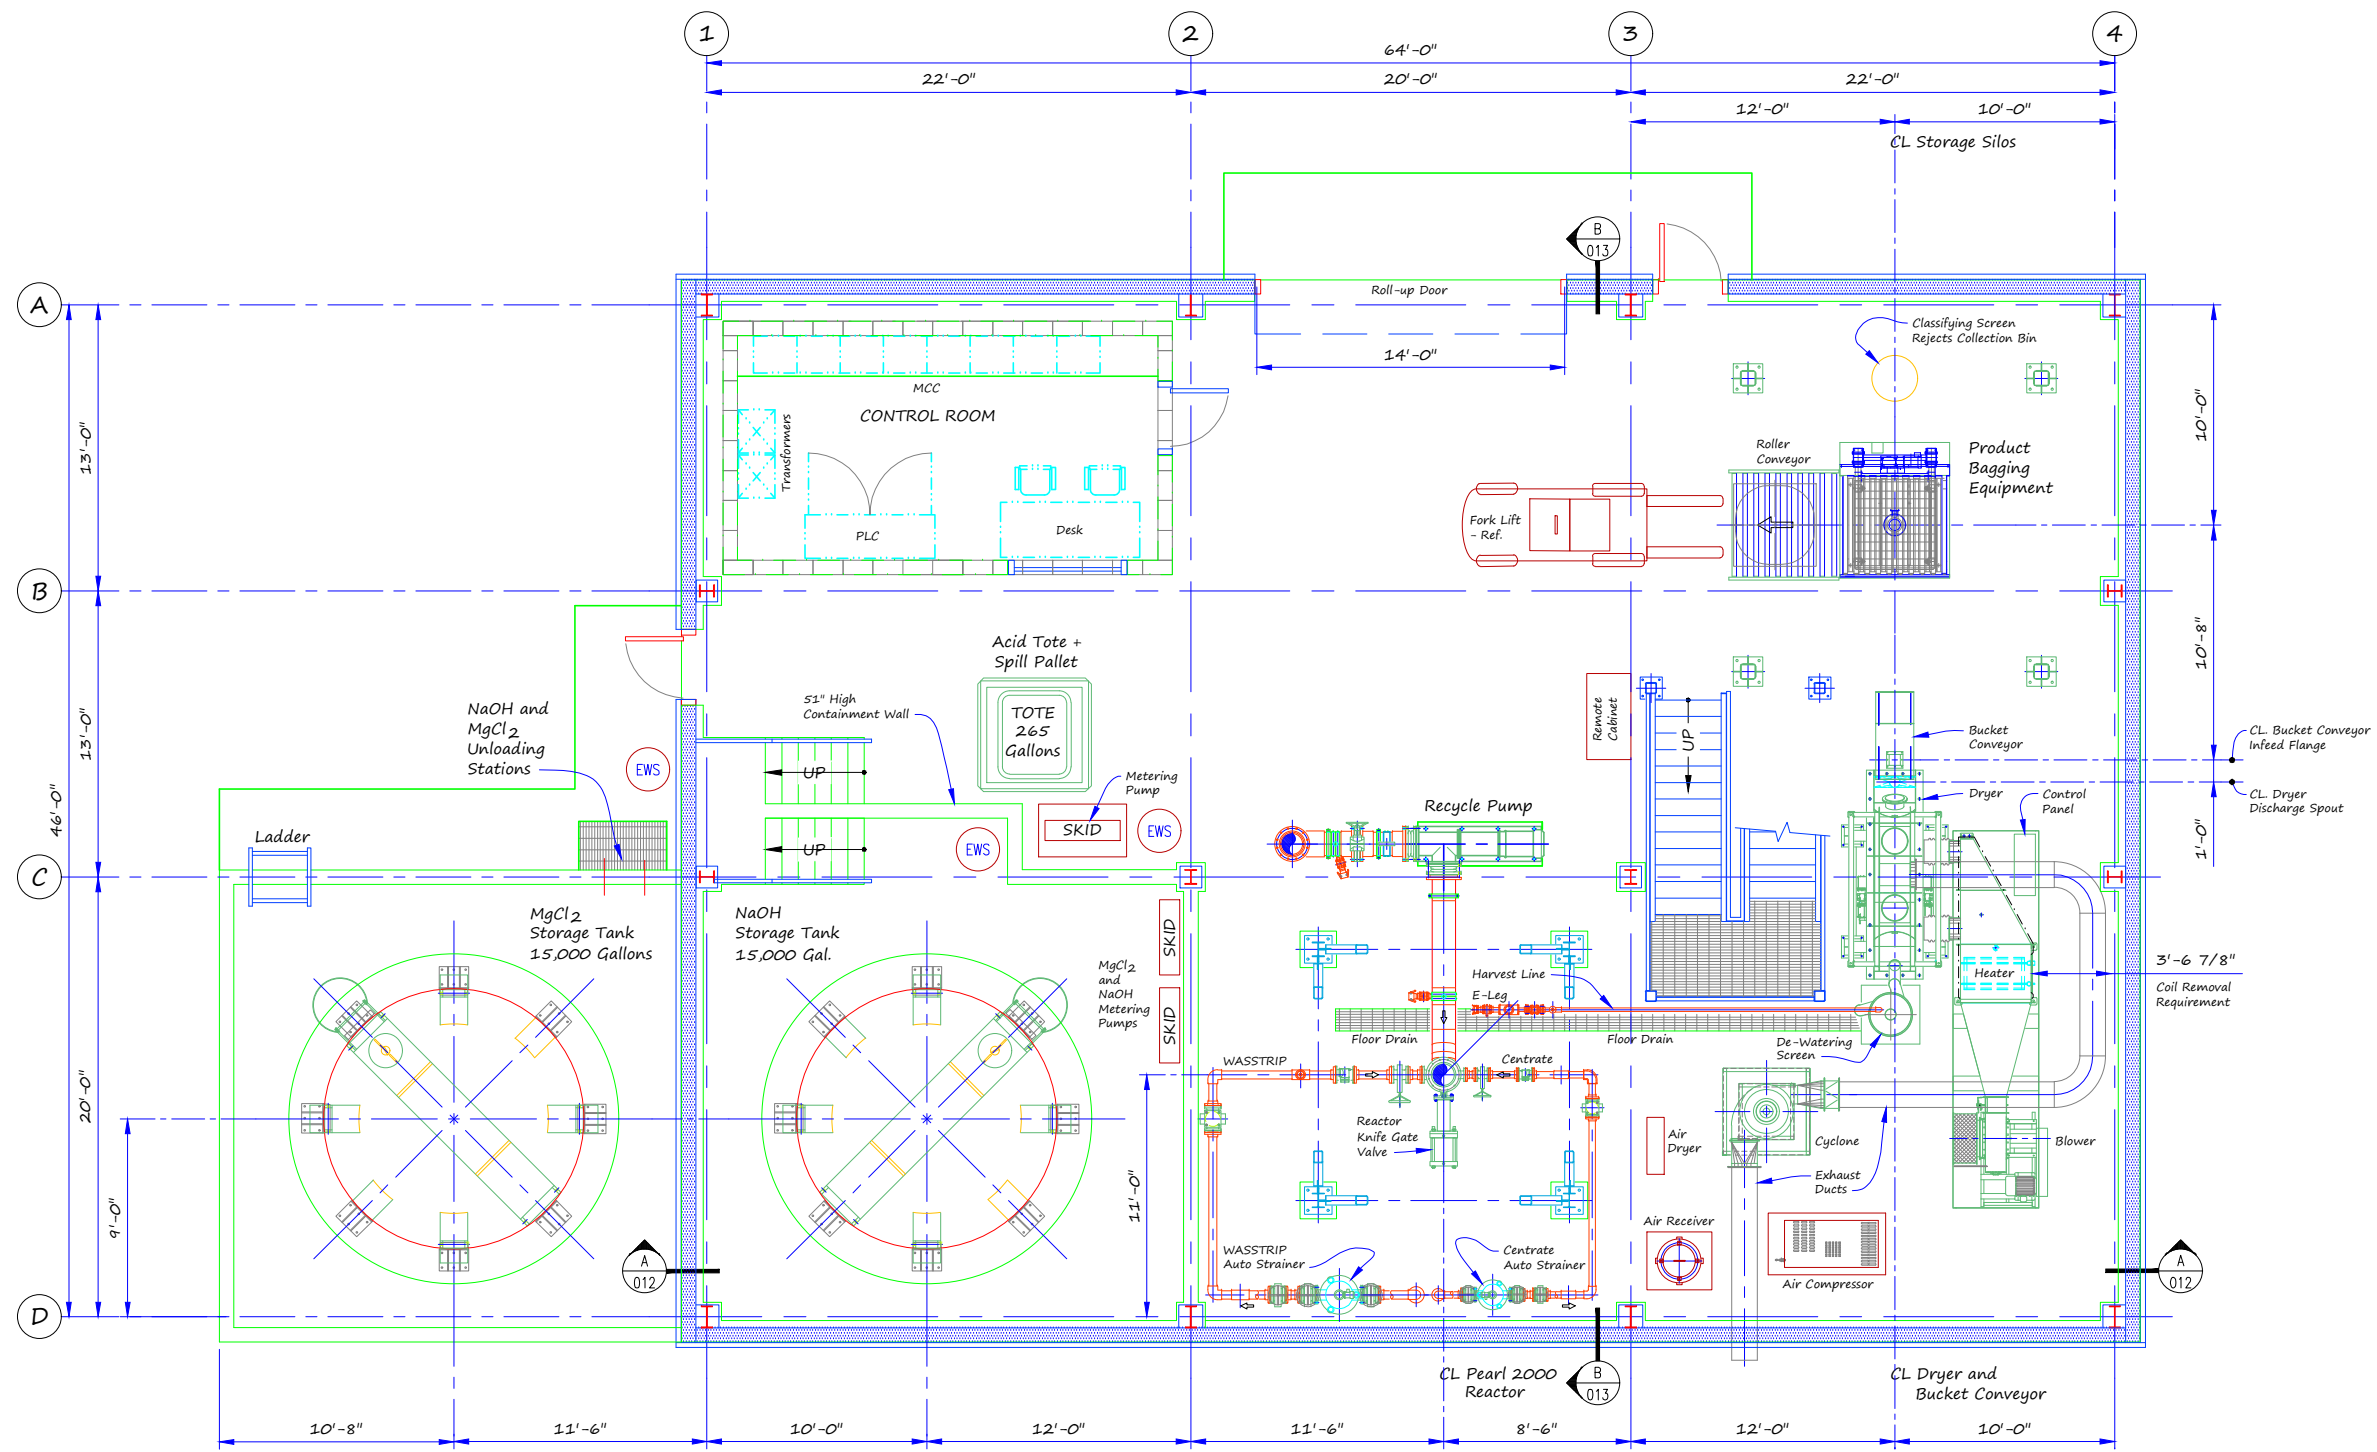 1
2
3
4
64'-0"
22'-0"
20'-0"
22'-0"
12'-0"
10'-0"
CL Storage Silos
B
013
A
Roll-up Door
14'-0"
Classifying Screen
Rejects Collection Bin
MCC
CONTROL ROOM
Transformers
PLC
Desk
13'-0"
10'-0"
Roller
Conveyor
Product
Bagging
Equipment
Fork Lift
- Ref.
B
10'-8"
Acid Tote +
Spill Pallet
TOTE
265
Gallons
51" High
Containment Wall
NaOH and
MgCl2
Unloading
Stations
EWS
UP
UP
13'-0"
46'-0"
Metering
Pump
SKID
EWS
EWS
Recycle Pump
Remote
Cabinet
UP
Bucket
Conveyor
Dryer
Control
Panel
CL. Bucket Conveyor
Infeed Flange
CL. Dryer
Discharge Spout
1'-0"
Ladder
C
MgCl2
Storage Tank
15,000 Gallons
NaOH
Storage Tank
15,000 Gal.
SKID
SKID
MgCl2
and
NaOH
Metering
Pumps
Harvest Line
E-Leg
Floor Drain
Floor Drain
Heater
3'-6 7/8"
Coil Removal
Requirement
De-Watering
Screen
WASSTRIP
Centrate
20'-0"
9'-0"
11'-0"
Reactor
Knife Gate
Valve
Air
Dryer
Cyclone
Blower
Exhaust
Ducts
Air Receiver
WASSTRIP
Auto Strainer
Centrate
Auto Strainer
Air Compressor
A
012
A
012
D
CL Pearl 2000
Reactor
B
013
CL Dryer and
Bucket Conveyor
10'-8"
11'-6"
10'-0"
12'-0"
11'-6"
8'-6"
12'-0"
10'-0"